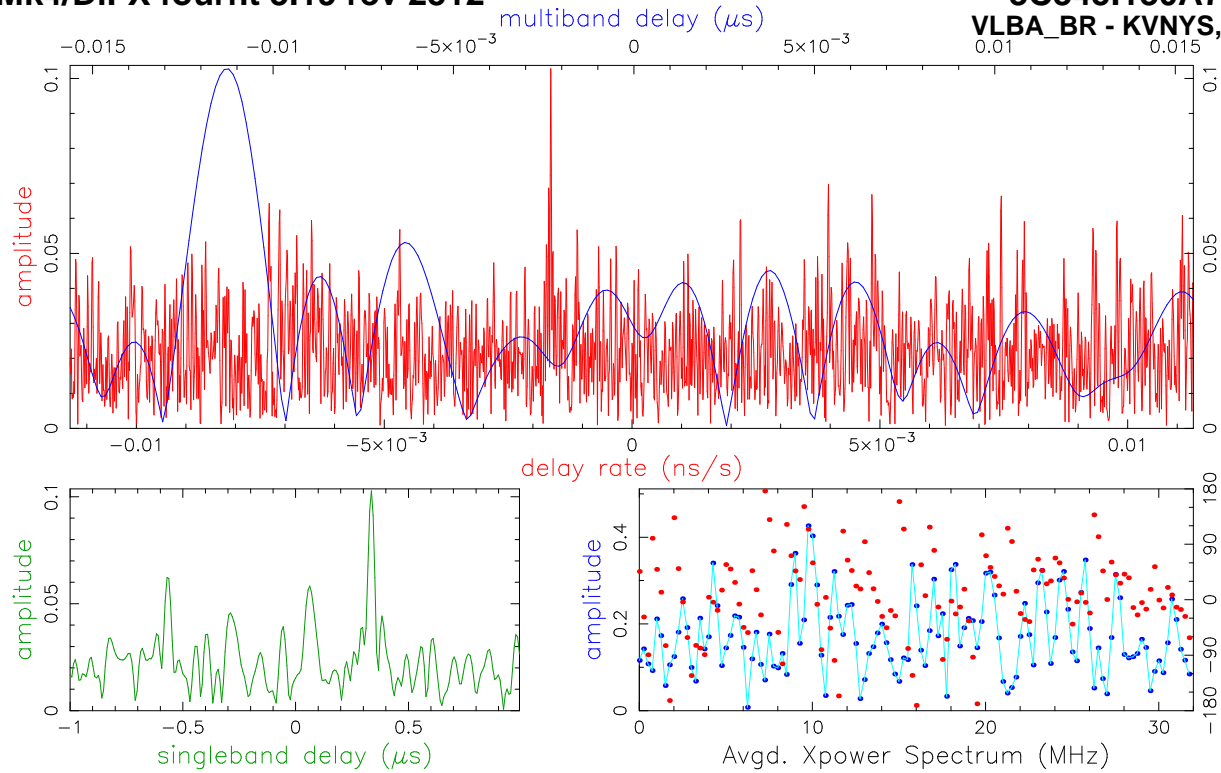 Mk4/DiFX fourfit rev
VLBA_BR - KVNYS,
multiband delay (μs)
−0.015 −0.01 −5×10⁻³ 0 5×10⁻³ 0.01 0.015
amplitude
0.1
0.05
0
0.1
0.05
0
−0.01 −5×10⁻³ 0 5×10⁻³ 0.01
delay rate (ns/s)
amplitude
0.1
0.05
0
−1 −0.5 0 0.5
singleband delay (μs)
amplitude
0.4
0.2
0
180
90
0
−90
−180
0 10 20 30
Avgd. Xpower Spectrum (MHz)